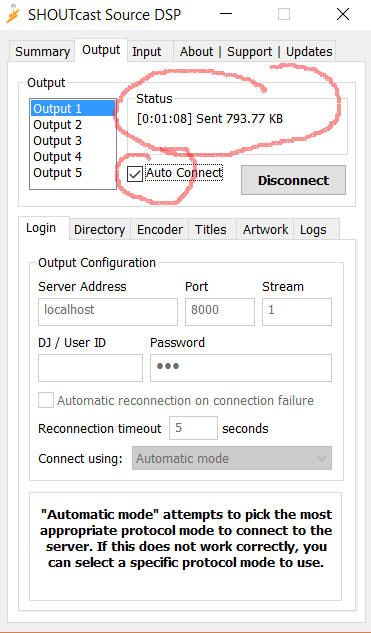 SHOUTcast Source DSP
Summary Output Input About | Support | Updates
Output
Output 1
Output 2
Output 3
Output 4
Output 5
Status
[0:01:08] Sent 793.77 KB
Auto Connect
Disconnect
Login Directory Encoder Titles Artwork Logs
Output Configuration
Server Address Port Stream
localhost 8000 1
DJ / User ID Password
●●●
Automatic reconnection on connection failure
Reconnection timeout 5 seconds
Connect using: Automatic mode
"Automatic mode" attempts to pick the most
appropriate protocol mode to connect to the
server. If this does not work correctly, you
can select a specific protocol mode to use.